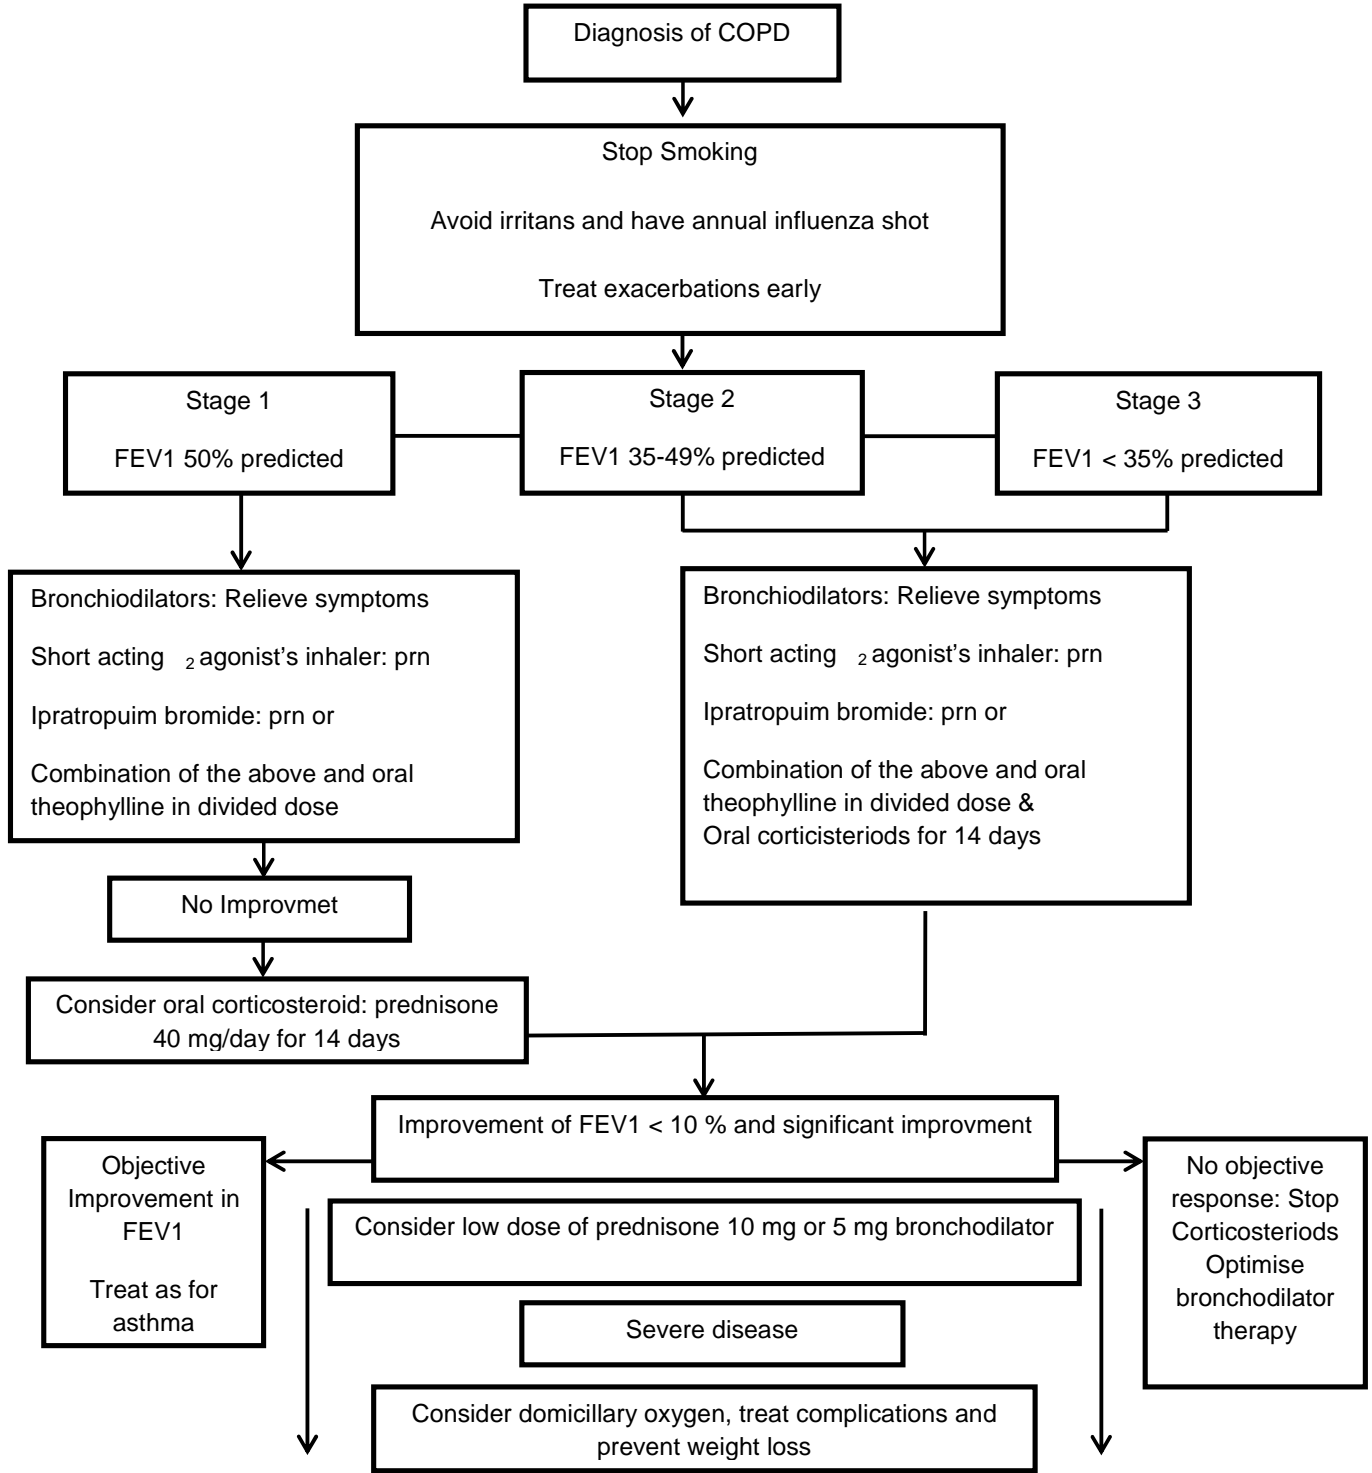 Diagnosis of COPD
Stop Smoking
Avoid irritans and have annual influenza shot
Treat exacerbations early
Stage 1
FEV1 50% predicted
Stage 2
FEV1 35-49% predicted
Stage 3
FEV1 < 35% predicted
Bronchiodilators: Relieve symptoms
Short acting ₂ agonist’s inhaler: prn
Ipratropuim bromide: prn or
Combination of the above and oral
theophylline in divided dose
Bronchiodilators: Relieve symptoms
Short acting ₂ agonist’s inhaler: prn
Ipratropuim bromide: prn or
Combination of the above and oral
theophylline in divided dose &
Oral corticisteriods for 14 days
No Improvmet
Consider oral corticosteroid: prednisone
40 mg/day for 14 days
Improvement of FEV1 < 10 % and significant improvment
Objective
Improvement in
FEV1
Treat as for
asthma
Consider low dose of prednisone 10 mg or 5 mg bronchodilator
No objective
response: Stop
Corticosteriods
Optimise
bronchodilator
therapy
Severe disease
Consider domicillary oxygen, treat complications and
prevent weight loss